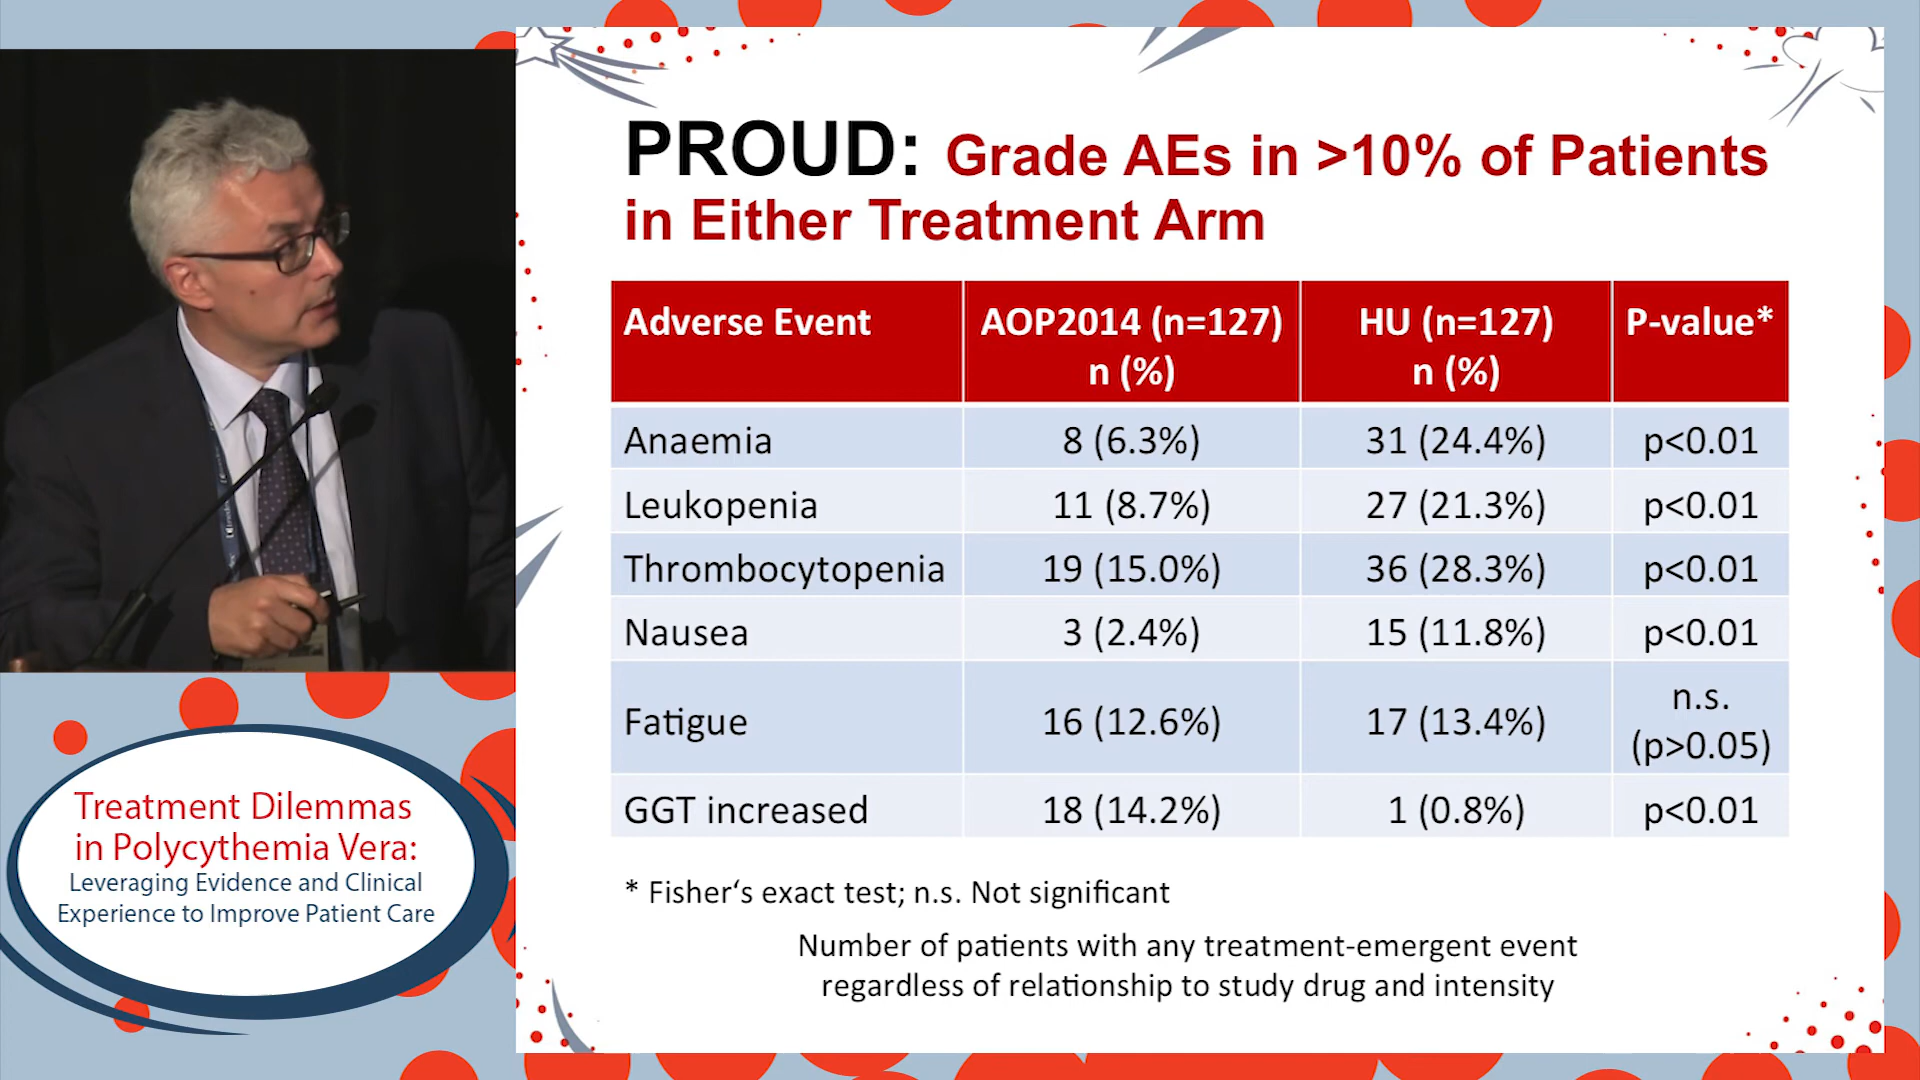 PROUD: Grade AEs in >10% of Patients
in Either Treatment Arm
Adverse Event AOP2014 (n=127) HU (n=127) P-value*
n (%) n (%)
Anaemia 8 (6.3%) 31 (24.4%) p<0.01
Leukopenia 11 (8.7%) 27 (21.3%) p<0.01
Thrombocytopenia 19 (15.0%) 36 (28.3%) p<0.01
Nausea 3 (2.4%) 15 (11.8%) p<0.01
Fatigue 16 (12.6%) 17 (13.4%) n.s.
(p>0.05)
GGT increased 18 (14.2%) 1 (0.8%) p<0.01
* Fisher‘s exact test; n.s. Not significant
Number of patients with any treatment-emergent event
regardless of relationship to study drug and intensity
Treatment Dilemmas
in Polycythemia Vera:
Leveraging Evidence and Clinical
Experience to Improve Patient Care